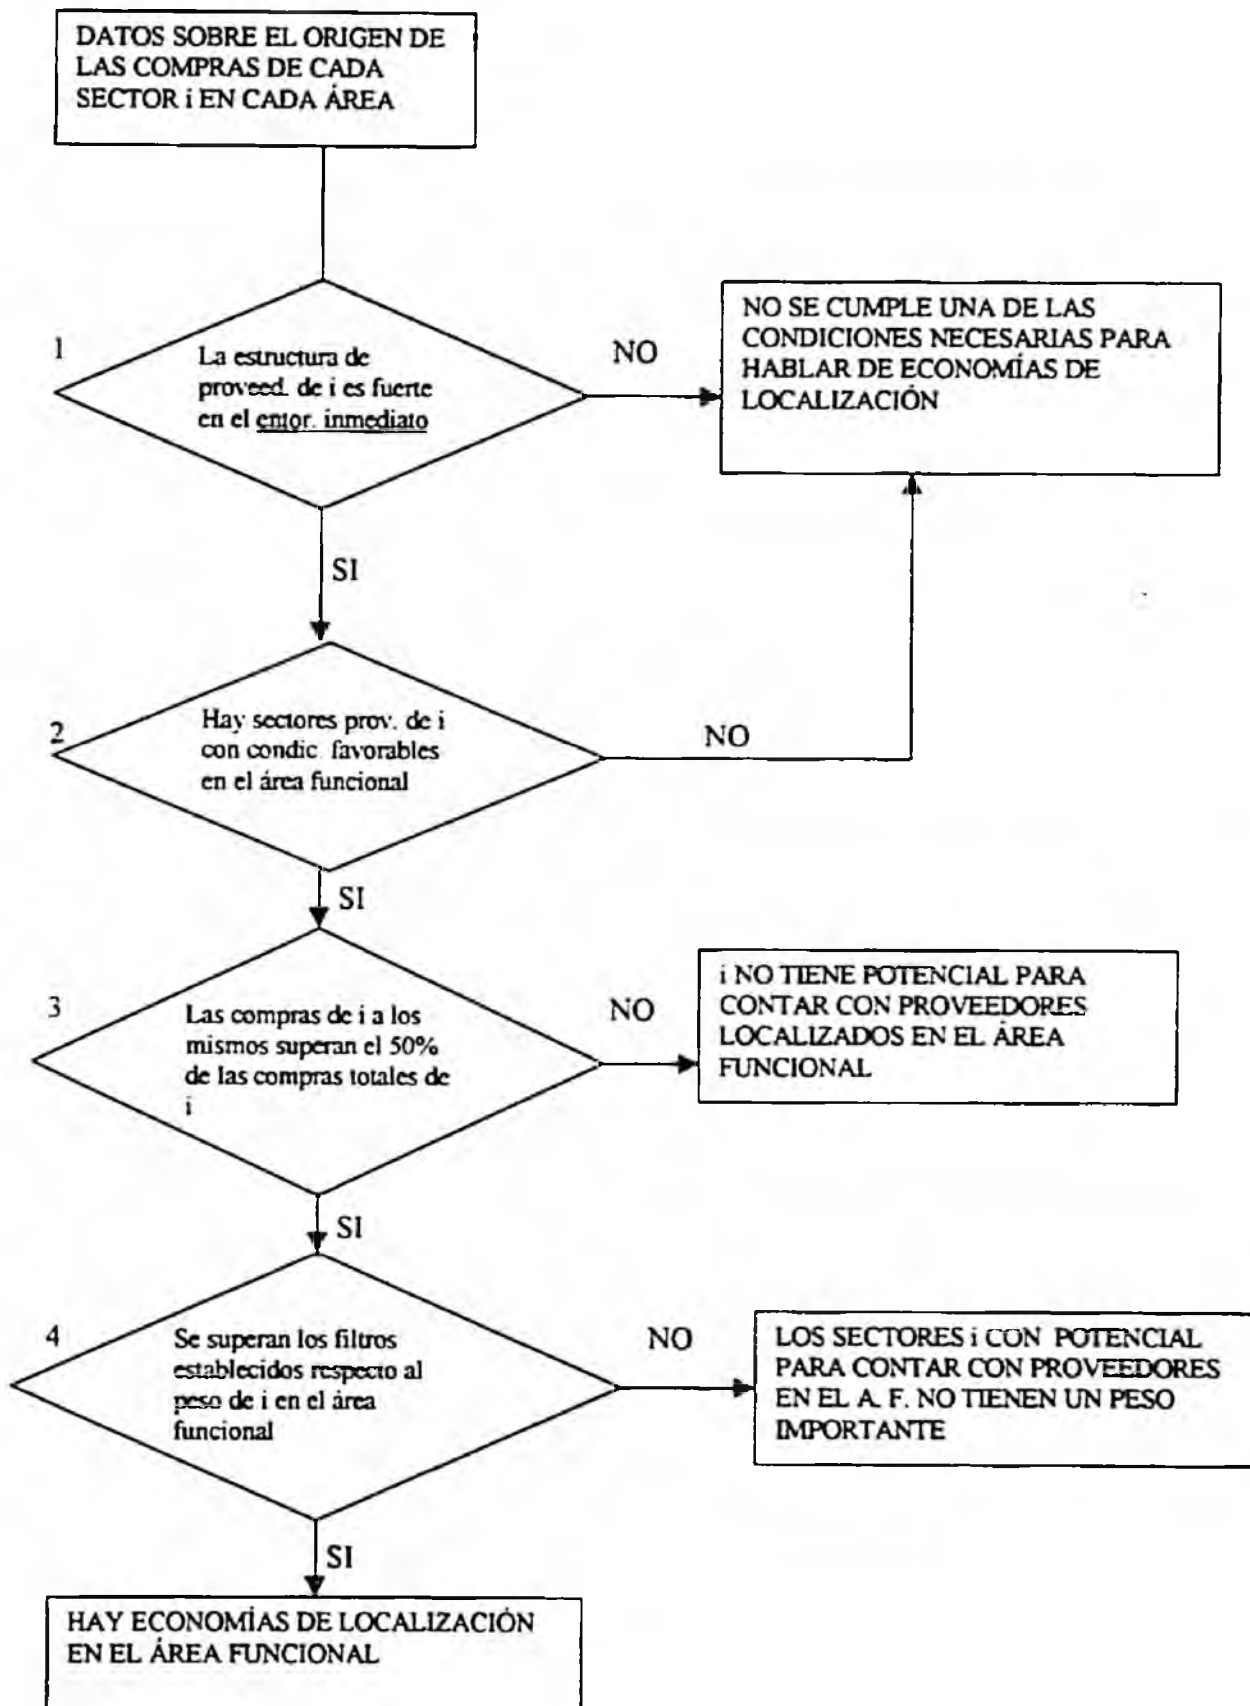 DATOS SOBRE EL ORIGEN DE
LAS COMPRAS DE CADA
SECTOR i EN CADA ÁREA
1
La estructura de
proveed. de i es fuerte
en el entor. inmediato
NO
NO SE CUMPLE UNA DE LAS
CONDICIONES NECESARIAS PARA
HABLAR DE ECONOMÍAS DE
LOCALIZACIÓN
SI
2
Hay sectores prov. de i
con condic. favorables
en el área funcional
NO
SI
3
Las compras de i a los
mismos superan el 50%
de las compras totales de
i
NO
i NO TIENE POTENCIAL PARA
CONTAR CON PROVEEDORES
LOCALIZADOS EN EL ÁREA
FUNCIONAL
SI
4
Se superan los filtros
establecidos respecto al
peso de i en el área
funcional
NO
LOS SECTORES i CON POTENCIAL
PARA CONTAR CON PROVEEDORES
EN EL A. F. NO TIENEN UN PESO
IMPORTANTE
SI
HAY ECONOMÍAS DE LOCALIZACIÓN
EN EL ÁREA FUNCIONAL